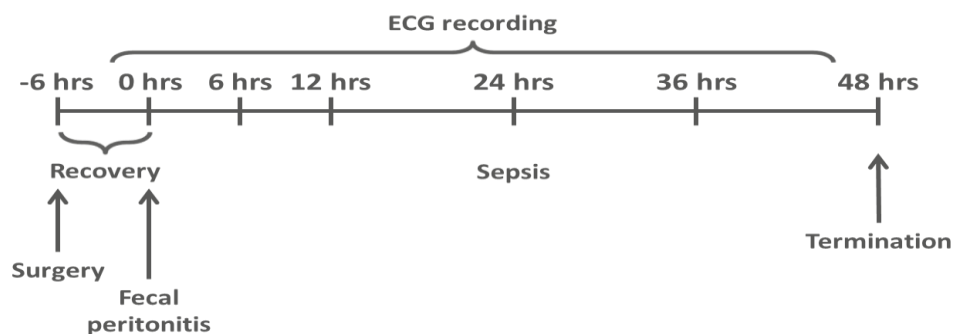 ECG recording
-6 hrs 0 hrs 6 hrs 12 hrs 24 hrs 36 hrs 48 hrs
Recovery
Sepsis
Termination
Surgery
Fecal
peritonitis